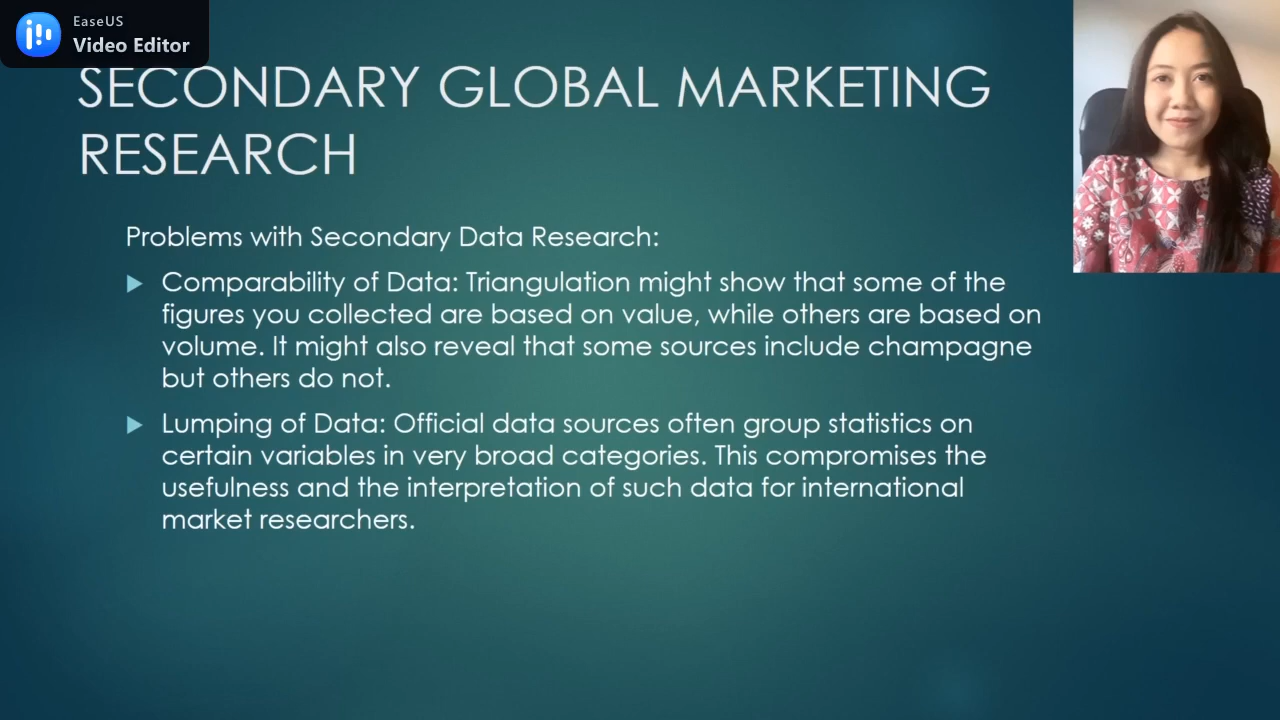 EaseUS
Video Editor
SECONDARY GLOBAL MARKETING
RESEARCH
Problems with Secondary Data Research:
Comparability of Data: Triangulation might show that some of the
figures you collected are based on value, while others are based on
volume. It might also reveal that some sources include champagne
but others do not.
Lumping of Data: Official data sources often group statistics on
certain variables in very broad categories. This compromises the
usefulness and the interpretation of such data for international
market researchers.